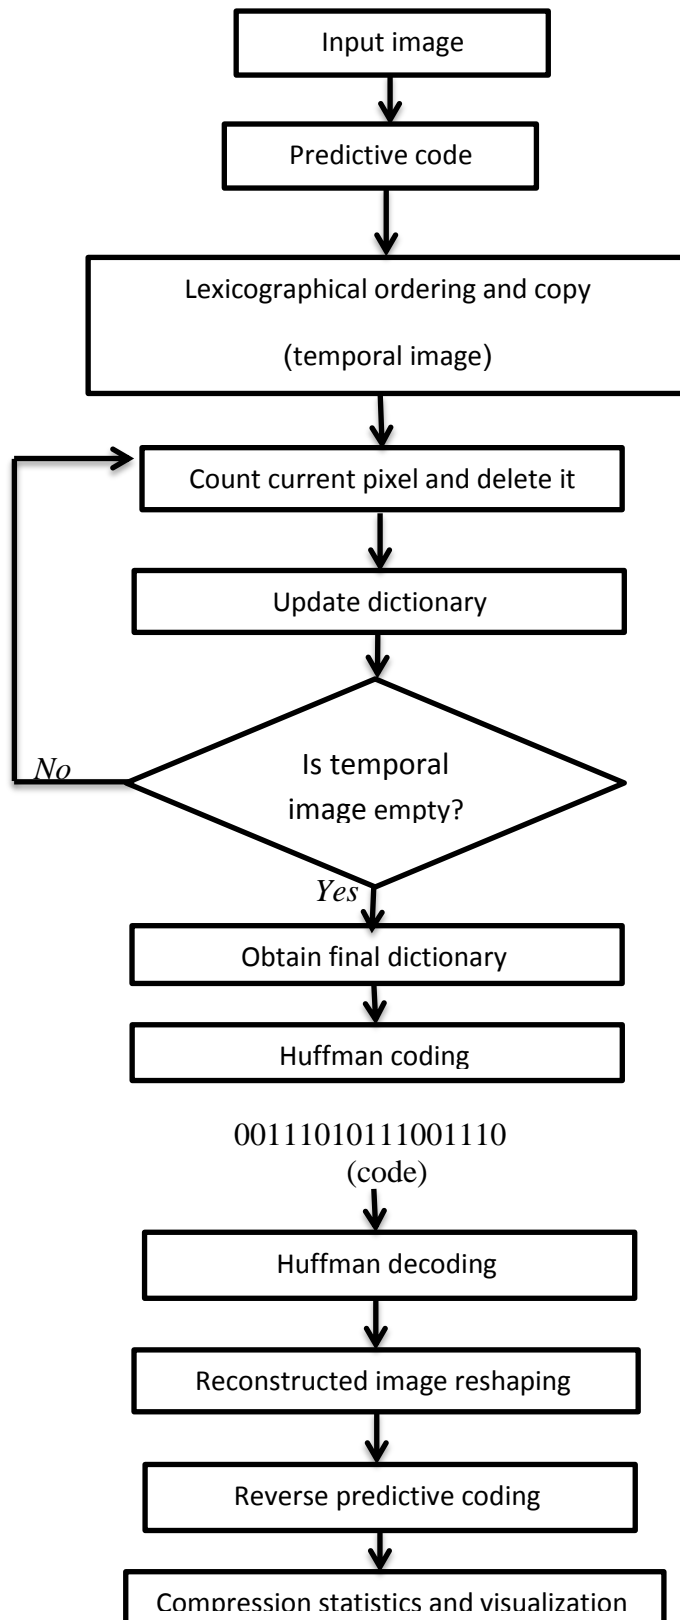 Input image
Predictive code
Lexicographical ordering and copy
(temporal image)
Count current pixel and delete it
Update dictionary
Is temporal
image empty?
No
Yes
Obtain final dictionary
Huffman coding
00111010111001110
(code)
Huffman decoding
Reconstructed image reshaping
Reverse predictive coding
Compression statistics and visualization